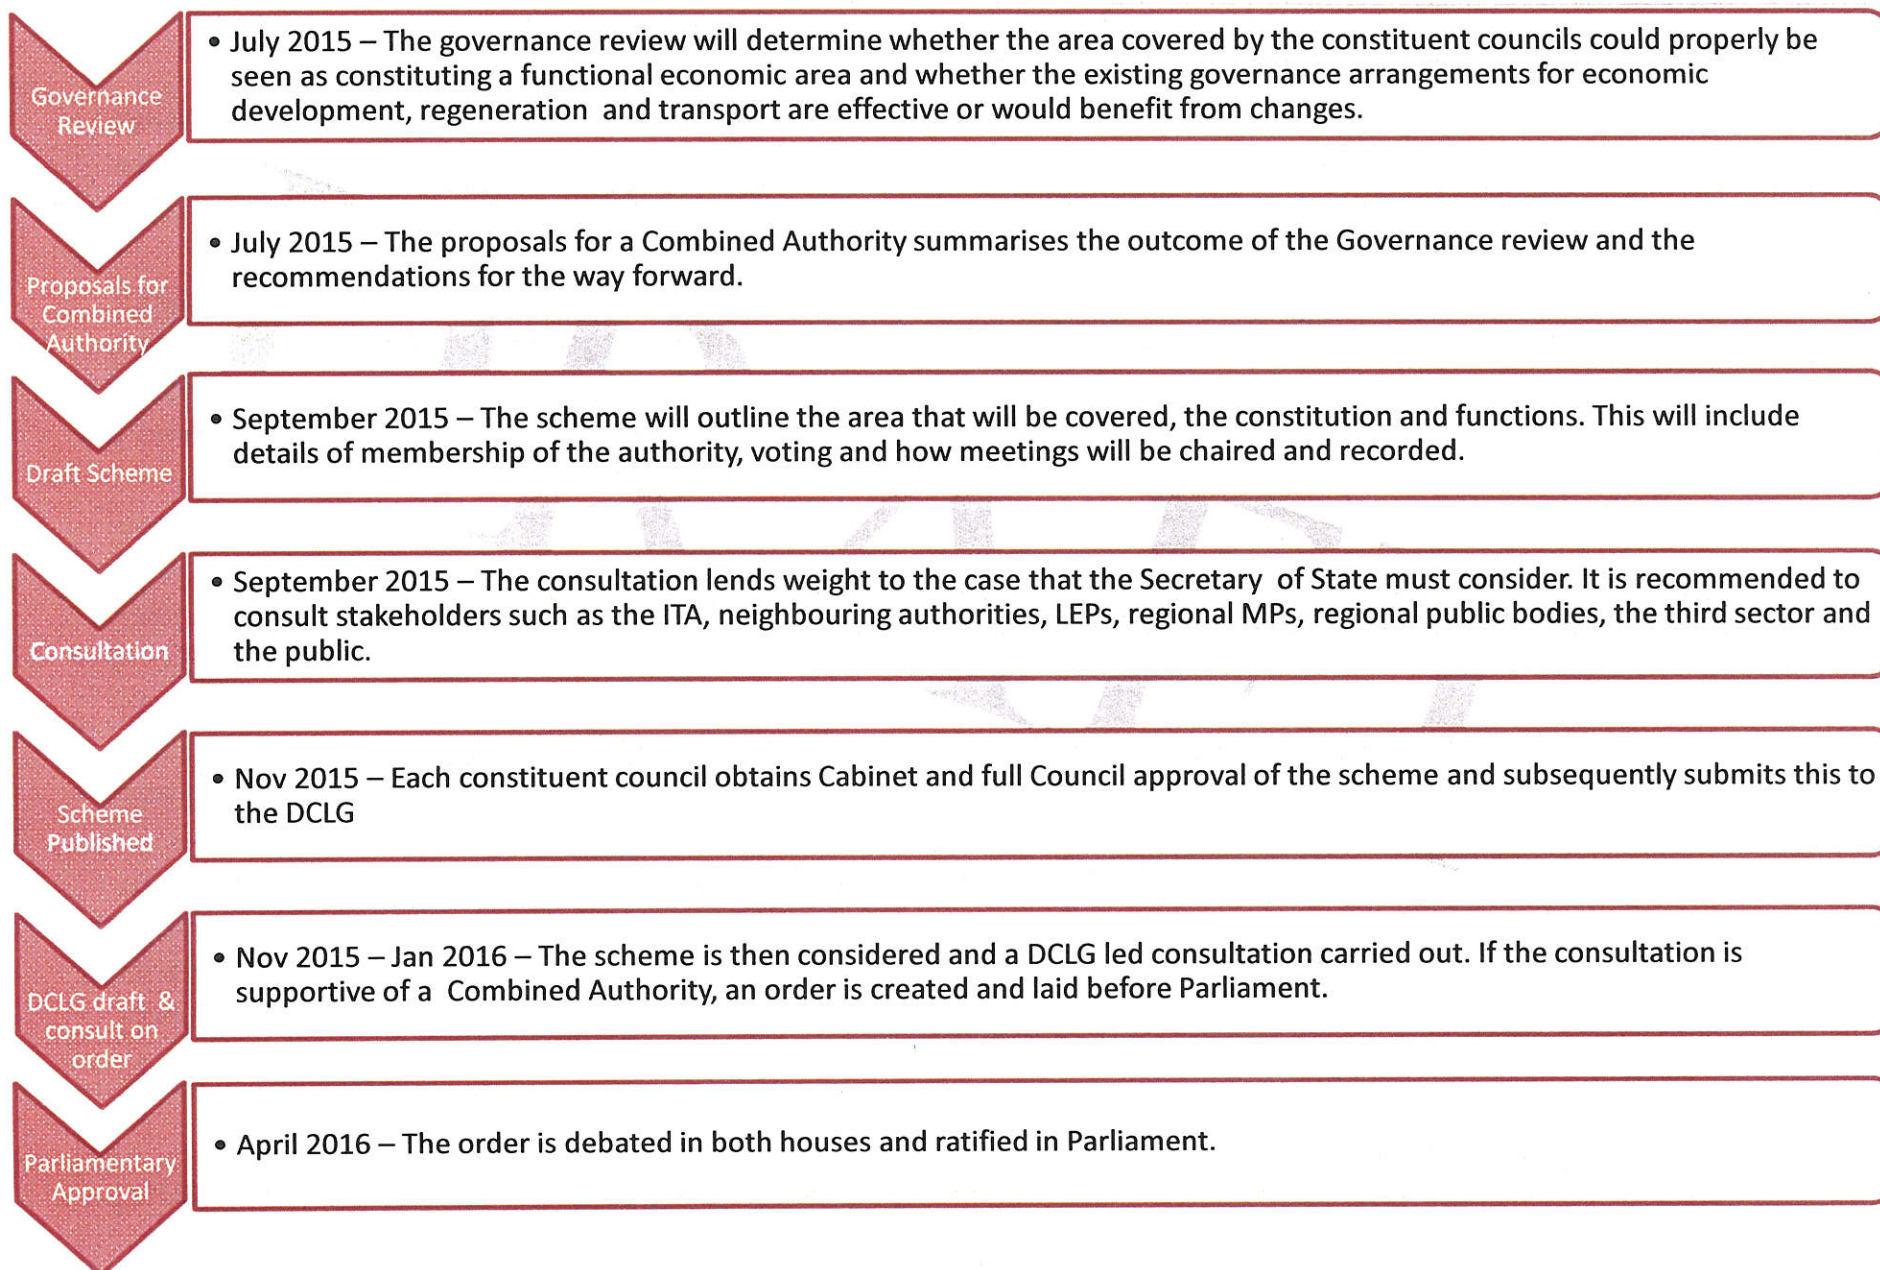 Governance
Review
• July 2015 – The governance review will determine whether the area covered by the constituent councils could properly be
seen as constituting a functional economic area and whether the existing governance arrangements for economic
development, regeneration and transport are effective or would benefit from changes.
Proposals for
Combined
Authority
• July 2015 – The proposals for a Combined Authority summarises the outcome of the Governance review and the
recommendations for the way forward.
Draft Scheme
• September 2015 – The scheme will outline the area that will be covered, the constitution and functions. This will include
details of membership of the authority, voting and how meetings will be chaired and recorded.
Consultation
• September 2015 – The consultation lends weight to the case that the Secretary of State must consider. It is recommended to
consult stakeholders such as the ITA, neighbouring authorities, LEPs, regional MPs, regional public bodies, the third sector and
the public.
Scheme
Published
• Nov 2015 – Each constituent council obtains Cabinet and full Council approval of the scheme and subsequently submits this to
the DCLG
DCLG draft &
consult on
order
• Nov 2015 – Jan 2016 – The scheme is then considered and a DCLG led consultation carried out. If the consultation is
supportive of a Combined Authority, an order is created and laid before Parliament.
Parliamentary
Approval
• April 2016 – The order is debated in both houses and ratified in Parliament.